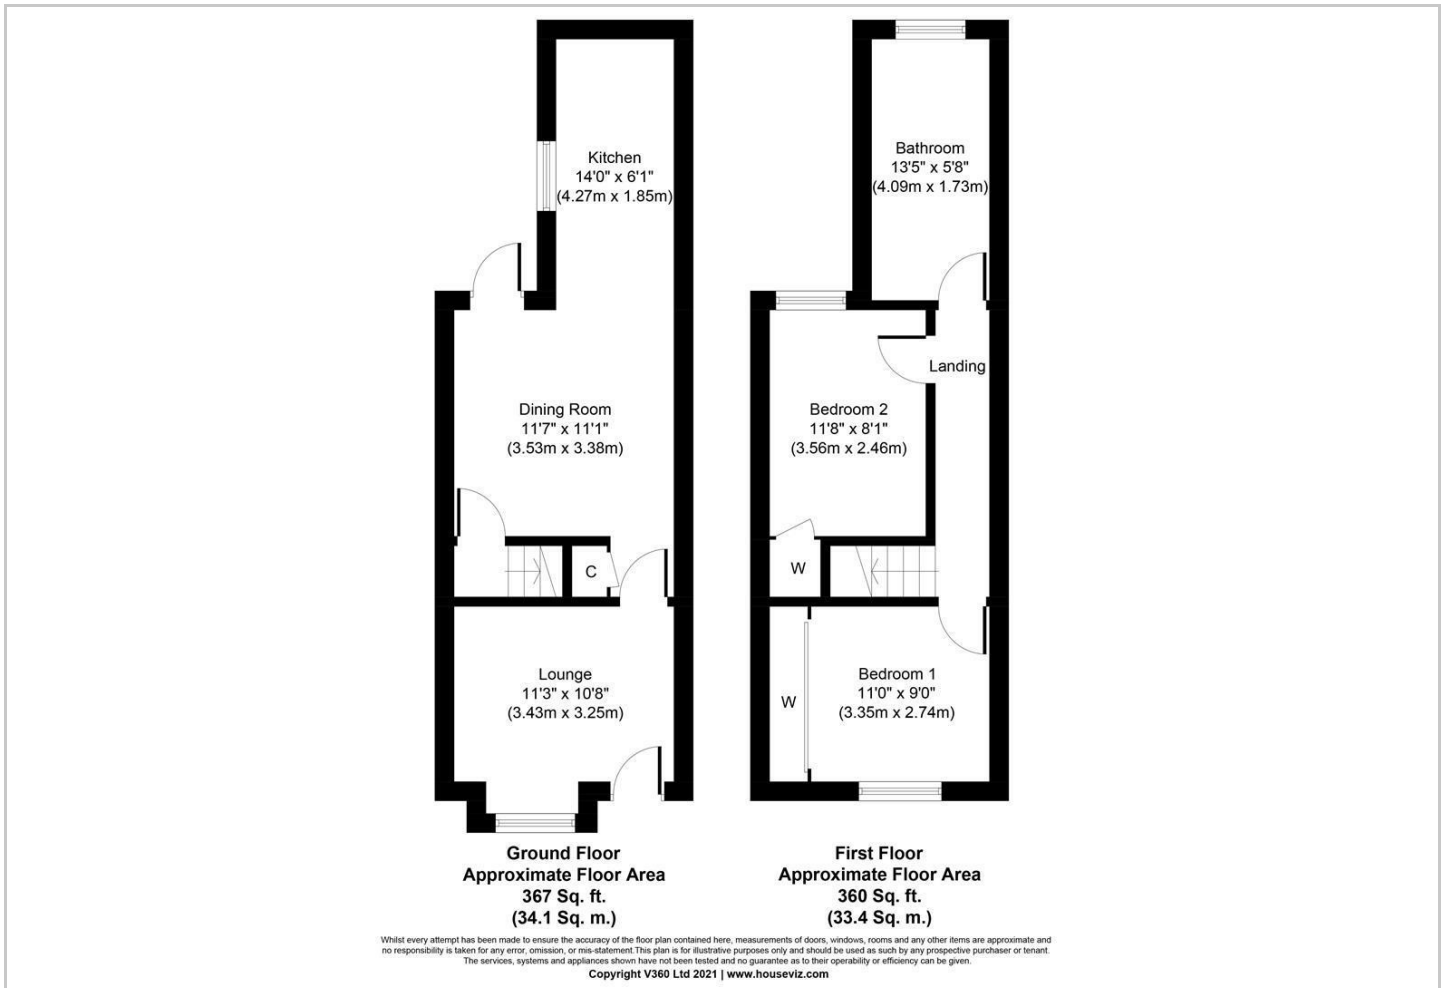 Kitchen
14'0" x 6'1"
(4.27m x 1.85m)
Dining Room
11'7" x 11'1"
(3.53m x 3.38m)
C
Lounge
11'3" x 10'8"
(3.43m x 3.25m)
Ground Floor
Approximate Floor Area
367 Sq. ft.
(34.1 Sq. m.)
Bathroom
13'5" x 5'8"
(4.09m x 1.73m)
Landing
Bedroom 2
11'8" x 8'1"
(3.56m x 2.46m)
W
Bedroom 1
11'0" x 9'0"
(3.35m x 2.74m)
W
First Floor
Approximate Floor Area
360 Sq. ft.
(33.4 Sq. m.)
Whilst every attempt has been made to ensure the accuracy of the floor plan contained here, measurements of doors, windows, rooms and any other items are approximate and
no responsibility is taken for any error, omission, or mis-statement.This plan is for illustrative purposes only and should be used as such by any prospective purchaser or tenant.
The services, systems and appliances shown have not been tested and no guarantee as to their operability or efficiency can be given.
Copyright V360 Ltd 2021 | www.houseviz.com